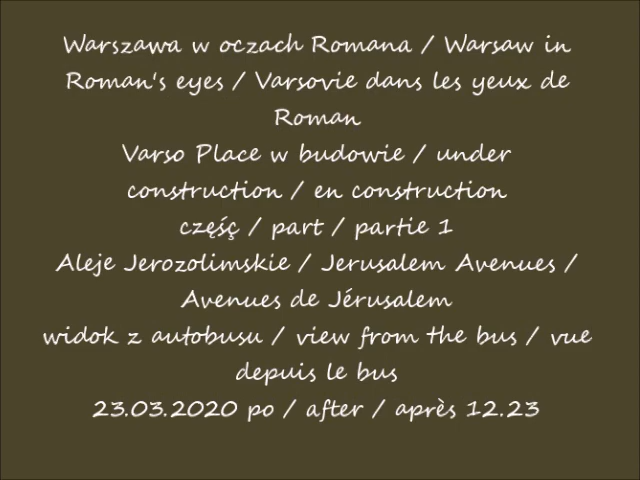 Warszawa w oczach Romana / Warsaw in
Roman's eyes / Varsovie dans les yeux de
Roman
Varso Place w budowie / under
construction / en construction
częśç / part / partie 1
Aleje Jerozolimskie / Jerusalem Avenues /
Avenues de Jérusalem
widok z autobusu / view from the bus / vue
depuis le bus
23.03.2020 po / after / après 12.23